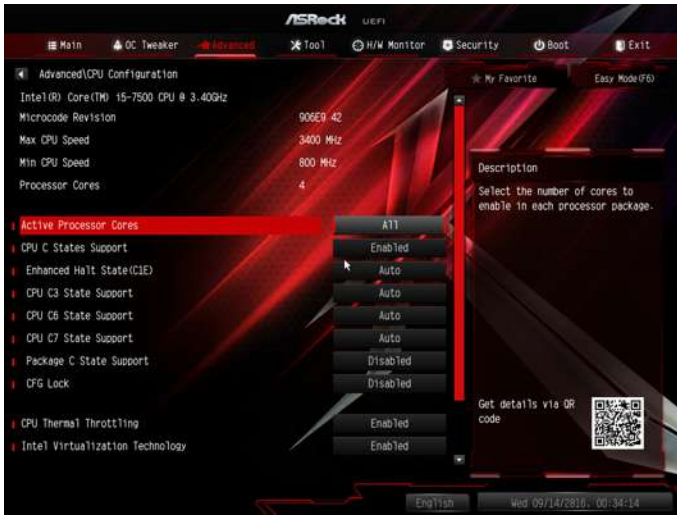 ASRock UEFI
Main OC Tweaker Advanced Tool H/W Monitor Security Boot Exit
Advanced\CPU Configuration
My Favorite Easy Mode(F6)
Intel(R) Core(TM) i5-7500 CPU @ 3.40GHz
Microcode Revision 906E9 42
Max CPU Speed 3400 MHz
Min CPU Speed 800 MHz
Processor Cores 4
Active Processor Cores All
CPU C States Support Enabled
Enhanced Halt State(C1E) Auto
CPU C3 State Support Auto
CPU C6 State Support Auto
CPU C7 State Support Auto
Package C State Support Disabled
CFG Lock Disabled
CPU Thermal Throttling Enabled
Intel Virtualization Technology Enabled
Description
Select the number of cores to
enable in each processor package.
Get details via QR
code
English Wed 09/14/2816, 00:34:14